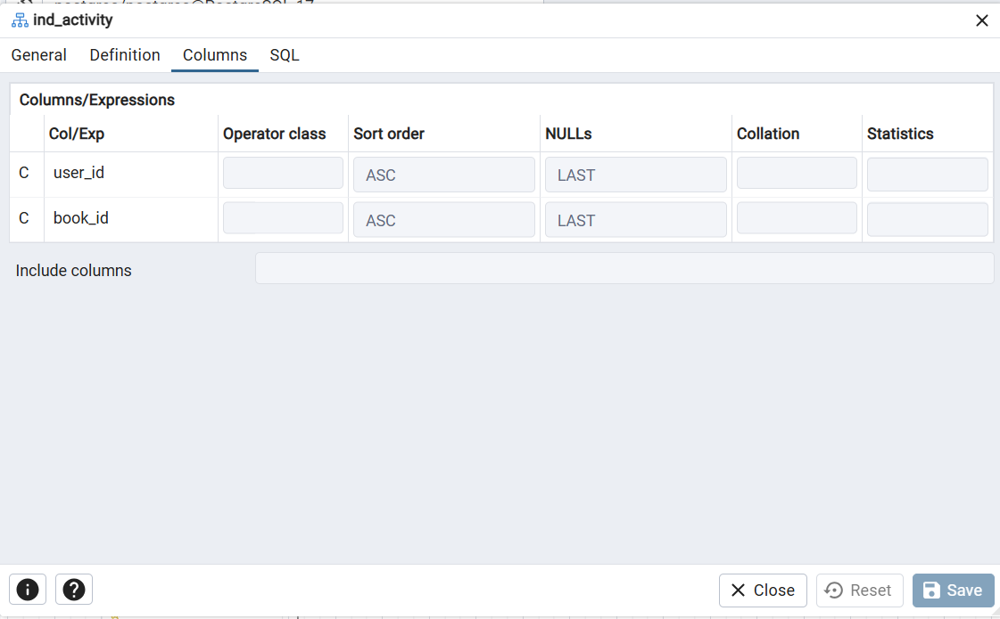 ind_activity
General Definition Columns SQL
Columns/Expressions
Col/Exp Operator class Sort order NULLs Collation Statistics
C user_id ASC LAST
C book_id ASC LAST
Include columns
Close Reset Save